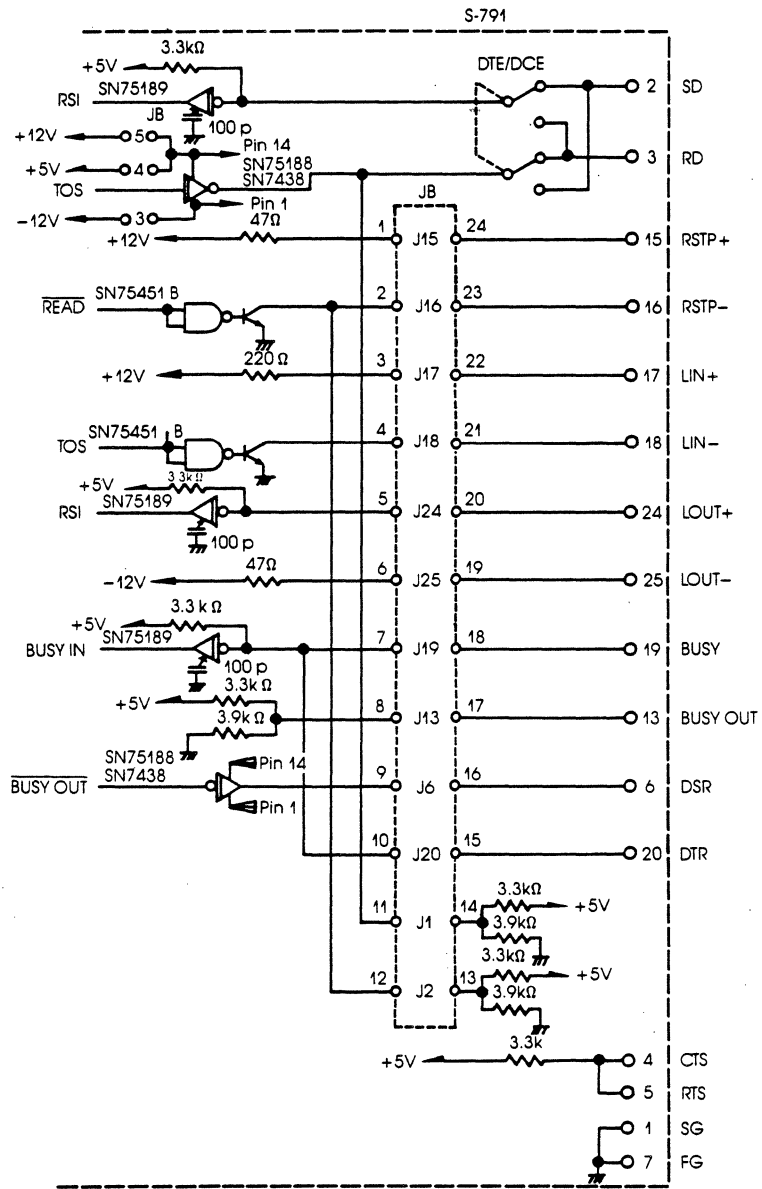 S-791
3.3kΩ
+5V
DTE/DCE
SN75189
RSI
2 SD
JB
100 p
+12V 5
Pin 14
+5V 4
SN75188
3 RD
SN7438
TOS
Pin 1
-12V 3
JB
47Ω
+12V 1 J15 24 15 RSTP+
SN75451 B
READ 2 J16 23 16 RSTP-
220Ω
+12V 3 J17 22 17 LIN+
SN75451 B
TOS 4 J18 21 18 LIN-
+5V 3.3kΩ
SN75189
RSI 5 J24 20 24 LOUT+
100 p
47Ω
-12V 6 J25 19 25 LOUT-
3.3 k Ω
+5V
SN75189
BUSY IN 7 J19 18 19 BUSY
100 p
3.3k Ω
+5V
8 J13 17 13 BUSY OUT
3.9k Ω
SN75188
Pin 14
SN7438
BUSY OUT 9 J6 16 6 DSR
Pin 1
10 J20 15 20 DTR
3.3kΩ
+5V
11 J1 14
3.9kΩ
3.3kΩ
+5V
12 J2 13
3.9kΩ
3.3k
+5V 4 CTS
5 RTS
1 SG
7 FG